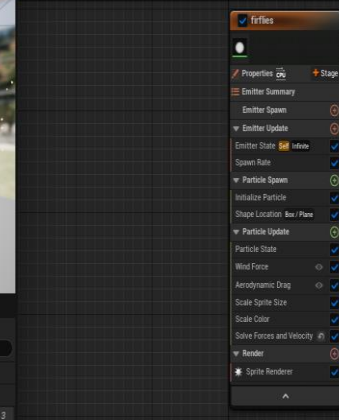 firflies
Properties CPU + Stage
Emitter Summary
Emitter Spawn
Emitter Update
Emitter State Self Infinite
Spawn Rate
Particle Spawn
Initialize Particle
Shape Location Box / Plane
Particle Update
Particle State
Wind Force
Aerodynamic Drag
Scale Sprite Size
Scale Color
Solve Forces and Velocity
Render
Sprite Renderer
3